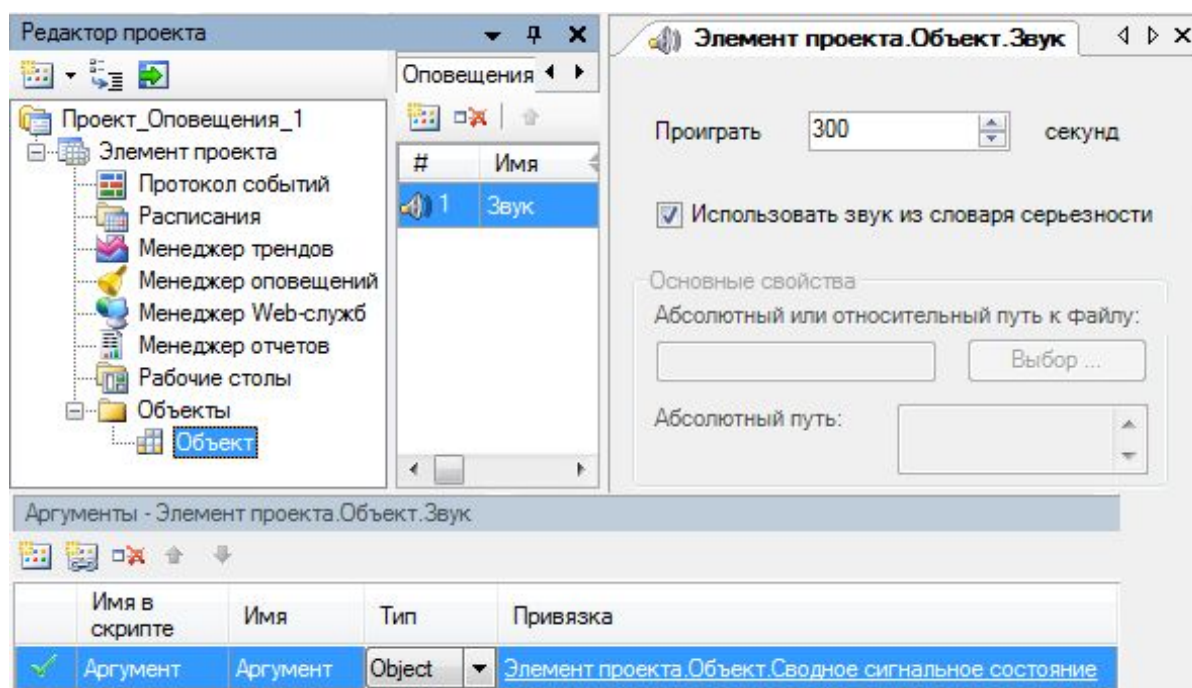 Редактор проекта
Проект_Оповещения_1
Элемент проекта
Протокол событий
Расписания
Менеджер трендов
Менеджер оповещений
Менеджер Web-служб
Менеджер отчетов
Рабочие столы
Объекты
Объект
Оповещения
# Имя
1 Звук
Элемент проекта.Объект.Звук
Проиграть 300 секунд
Использовать звук из словаря серьезности
Основные свойства
Абсолютный или относительный путь к файлу:
Выбор ...
Абсолютный путь:
Аргументы - Элемент проекта.Объект.Звук
Имя в скрипте Имя Тип Привязка
Аргумент Аргумент Object Элемент проекта.Объект.Сводное сигнальное состояние